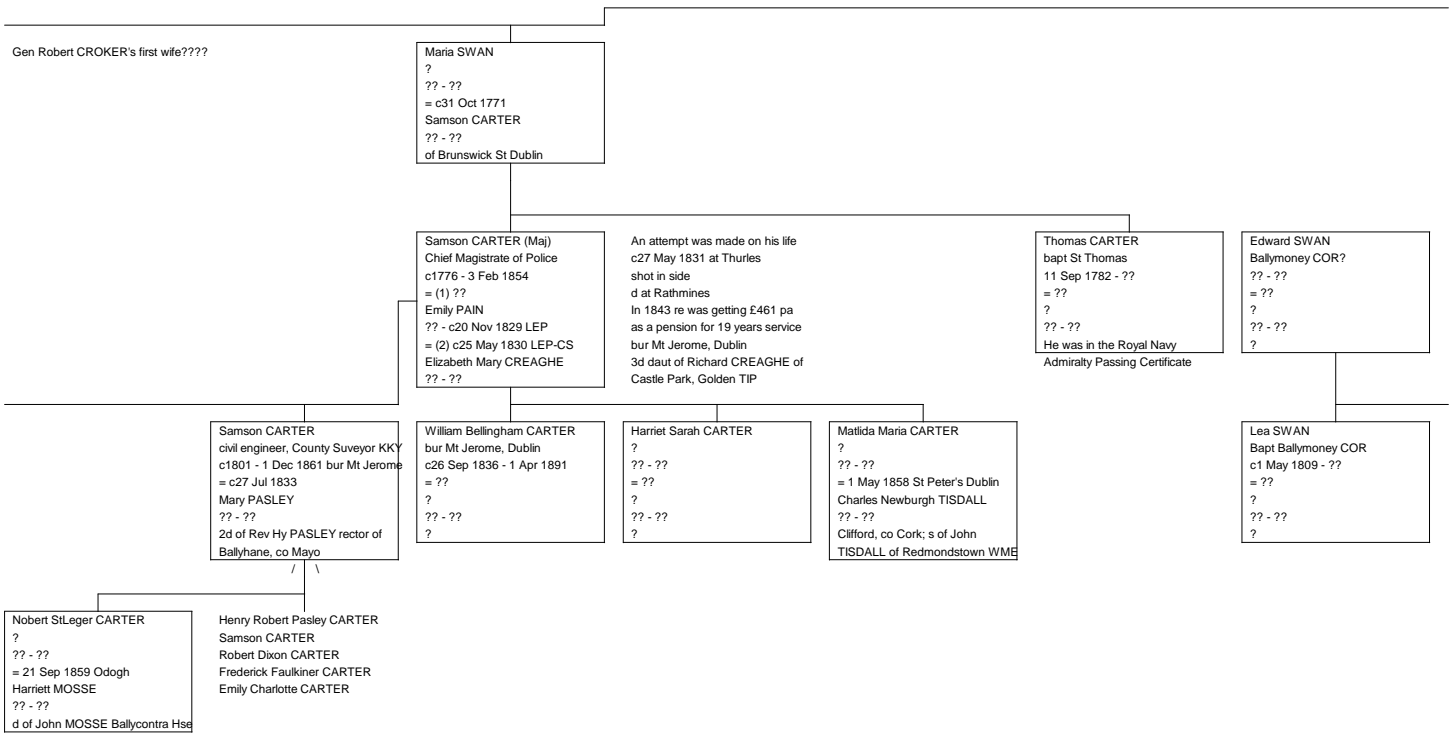 Gen Robert CROKER's first wife????
Maria SWAN
?
?? - ??
= c31 Oct 1771
Samson CARTER
?? - ??
of Brunswick St Dublin
Samson CARTER (Maj)
Chief Magistrate of Police
c1776 - 3 Feb 1854
= (1) ??
Emily PAIN
?? - c20 Nov 1829 LEP
= (2) c25 May 1830 LEP-CS
Elizabeth Mary CREAGHE
?? - ??
An attempt was made on his life
c27 May 1831 at Thurles
shot in side
d at Rathmines
In 1843 re was getting £461 pa
as a pension for 19 years service
bur Mt Jerome, Dublin
3d daut of Richard CREAGHE of
Castle Park, Golden TIP
Thomas CARTER
bapt St Thomas
11 Sep 1782 - ??
= ??
?
?? - ??
He was in the Royal Navy
Admiralty Passing Certificate
Edward SWAN
Ballymoney COR?
?? - ??
= ??
?
?? - ??
?
Samson CARTER
civil engineer, County Suveyor KKY
c1801 - 1 Dec 1861 bur Mt Jerome
= c27 Jul 1833
Mary PASLEY
?? - ??
2d of Rev Hy PASLEY rector of
Ballyhane, co Mayo
/ \
William Bellingham CARTER
bur Mt Jerome, Dublin
c26 Sep 1836 - 1 Apr 1891
= ??
?
?? - ??
?
Harriet Sarah CARTER
?
?? - ??
= ??
?
?? - ??
?
Matlida Maria CARTER
?
?? - ??
= 1 May 1858 St Peter's Dublin
Charles Newburgh TISDALL
?? - ??
Clifford, co Cork; s of John
TISDALL of Redmondstown WME
Lea SWAN
Bapt Ballymoney COR
c1 May 1809 - ??
= ??
?
?? - ??
?
Nobert StLeger CARTER
?
?? - ??
= 21 Sep 1859 Odogh
Harriett MOSSE
?? - ??
d of John MOSSE Ballycontra Hse
Henry Robert Pasley CARTER
Samson CARTER
Robert Dixon CARTER
Frederick Faulkiner CARTER
Emily Charlotte CARTER